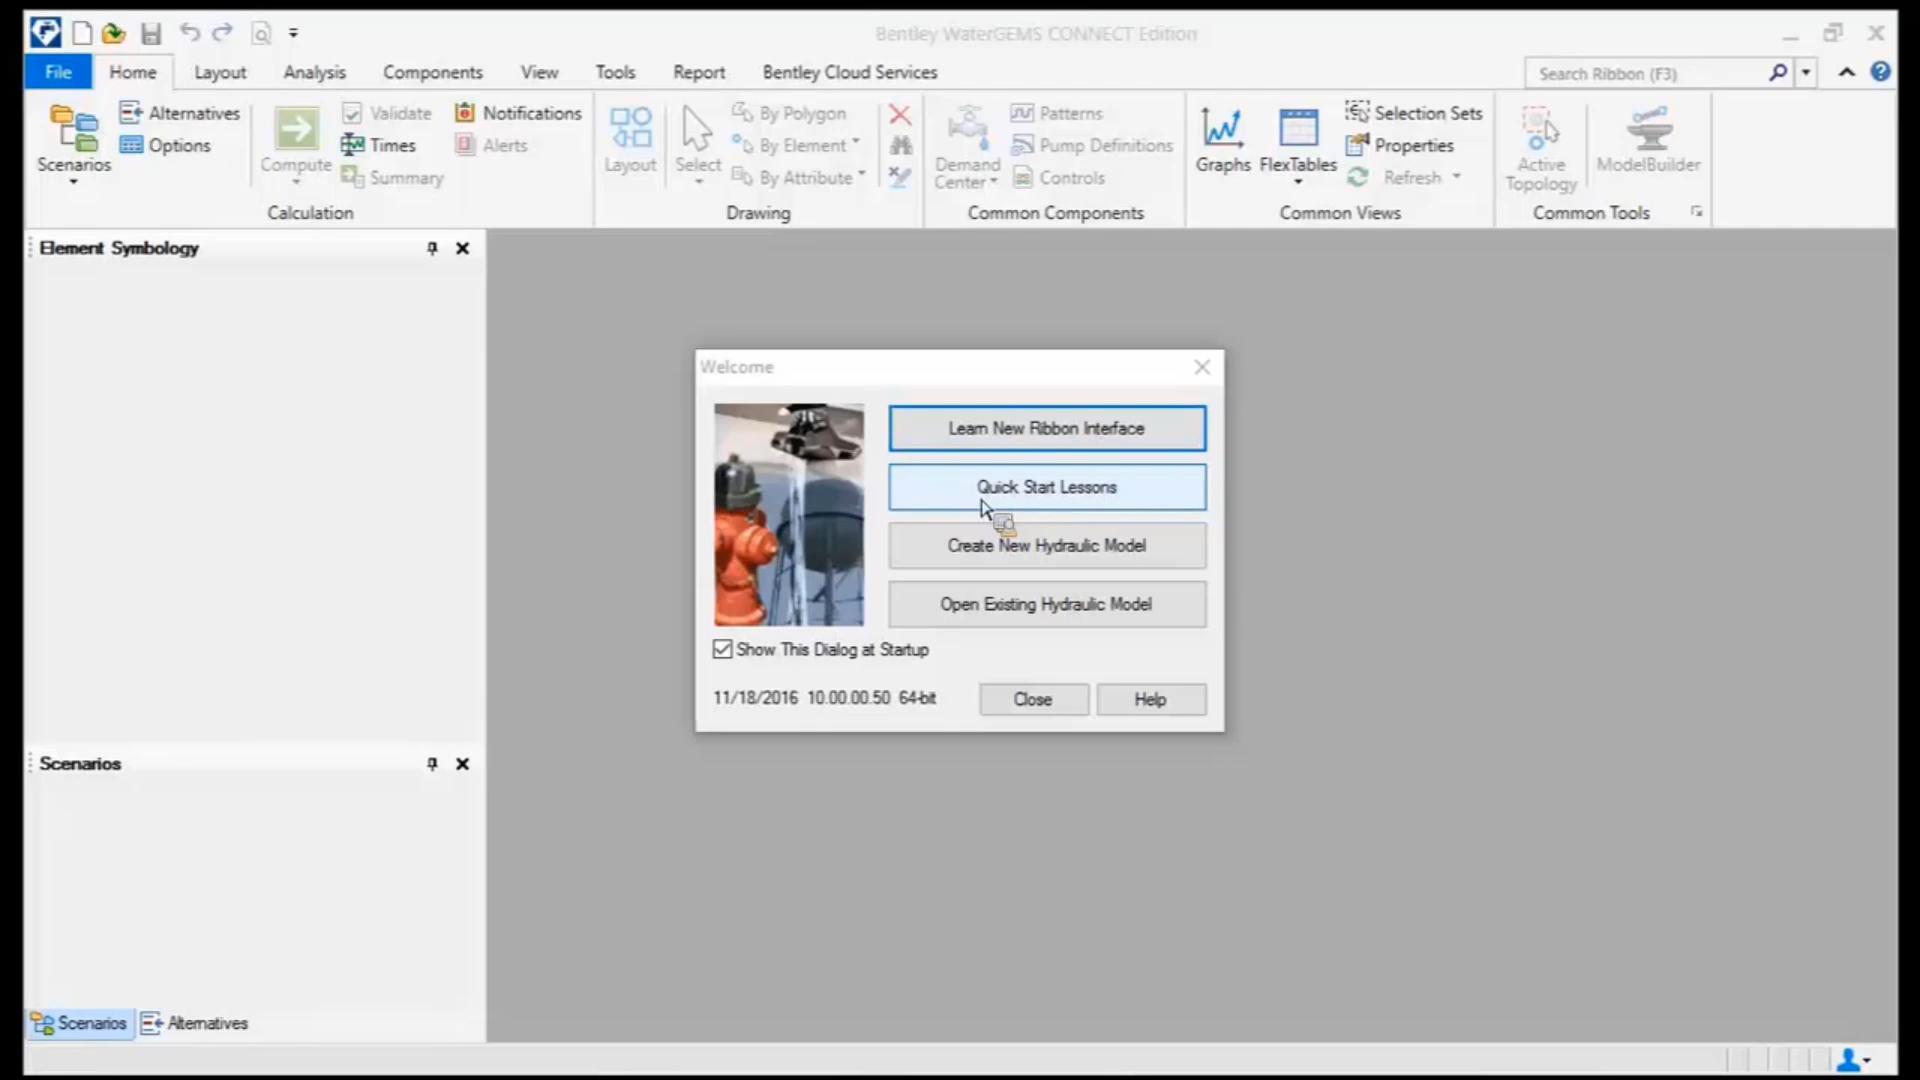 Bentley WaterGEMS CONNECT Edition
File Home Layout Analysis Components View Tools Report Bentley Cloud Services Search Ribbon (F3)
Scenarios
Alternatives
Options
Compute
Validate
Times
Summary
Notifications
Alerts
Calculation
Layout
Select
By Polygon
By Element
By Attribute
Drawing
Demand
Center
Patterns
Pump Definitions
Controls
Common Components
Graphs
FlexTables
Selection Sets
Properties
Refresh
Common Views
Active
Topology
ModelBuilder
Common Tools
Element Symbology
Welcome
Learn New Ribbon Interface
Quick Start Lessons
Create New Hydraulic Model
Open Existing Hydraulic Model
Show This Dialog at Startup
11/18/2016 10.00.00.50 64-bit
Close Help
Scenarios
Scenarios Alternatives